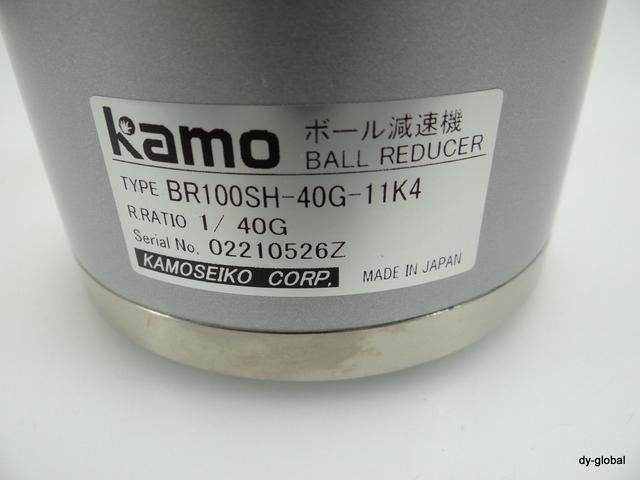 kamo ボール減速機
BALL REDUCER
TYPE BR100SH-40G-11K4
R.RATIO 1/ 40G
Serial No. 02210526Z
KAMOSEIKO CORP. MADE IN JAPAN
dy-global